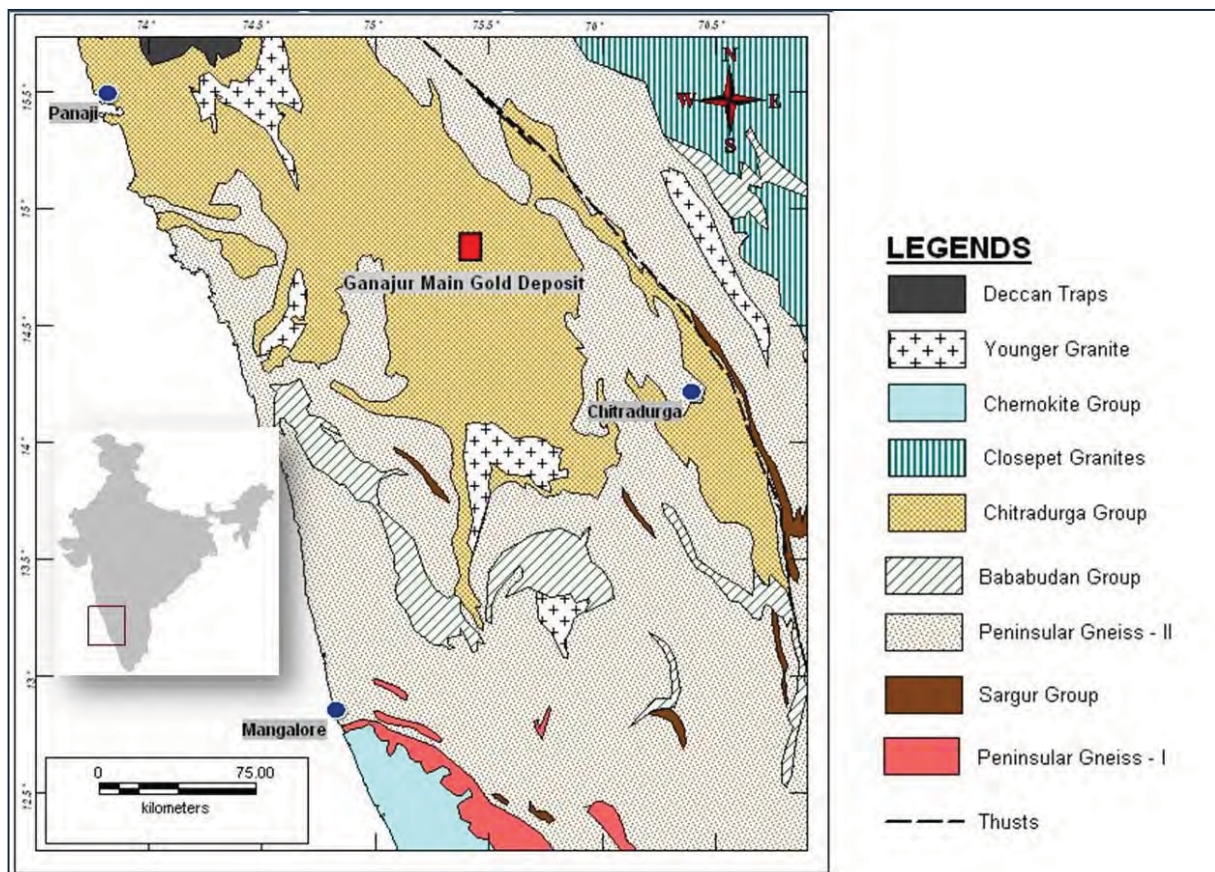 74° 74.5° 75° 75.5° 76° 76.5°
15.5°
15°
14.5°
14°
13.5°
13°
12.5°
N
W E
S
Panaji
Ganajur Main Gold Deposit
Chitradurga
Mangalore
0 75.00
kilometers
LEGENDS
Deccan Traps
Younger Granite
Chernokite Group
Closepet Granites
Chitradurga Group
Bababudan Group
Peninsular Gneiss - II
Sargur Group
Peninsular Gneiss - I
Thusts